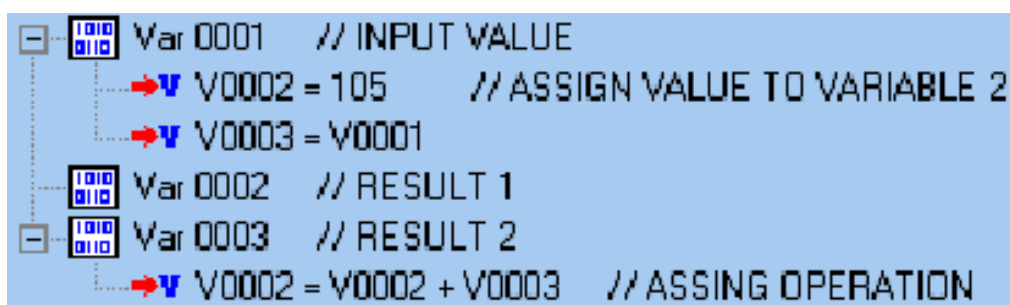 Var 0001 // INPUT VALUE
V V0002 = 105 // ASSIGN VALUE TO VARIABLE 2
V V0003 = V0001
Var 0002 // RESULT 1
Var 0003 // RESULT 2
V V0002 = V0002 + V0003 // ASSING OPERATION